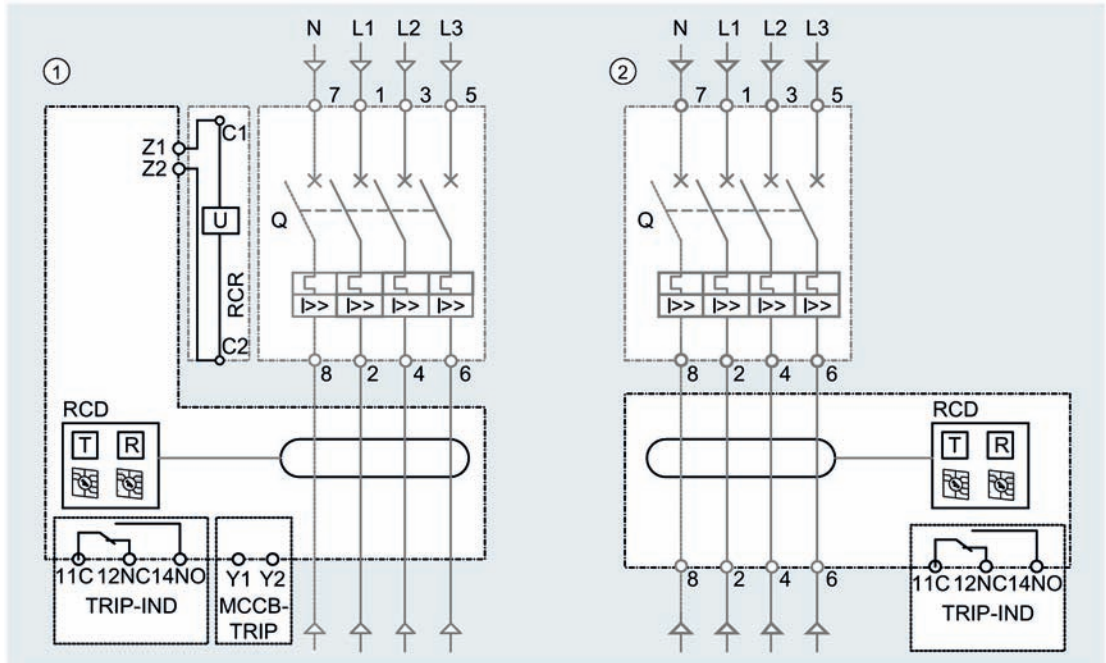 N L1 L2 L3
N L1 L2 L3
1
2
7 1 3 5
7 1 3 5
Z1
Z2
C1
U
RCR
C2
Q
Q
I>> I>> I>> I>>
I>> I>> I>> I>>
8 2 4 6
8 2 4 6
RCD
T R
RCD
T R
11C 12NC 14NO
TRIP-IND
Y1 Y2
MCCB-
TRIP
8 2 4 6
11C 12NC 14NO
TRIP-IND